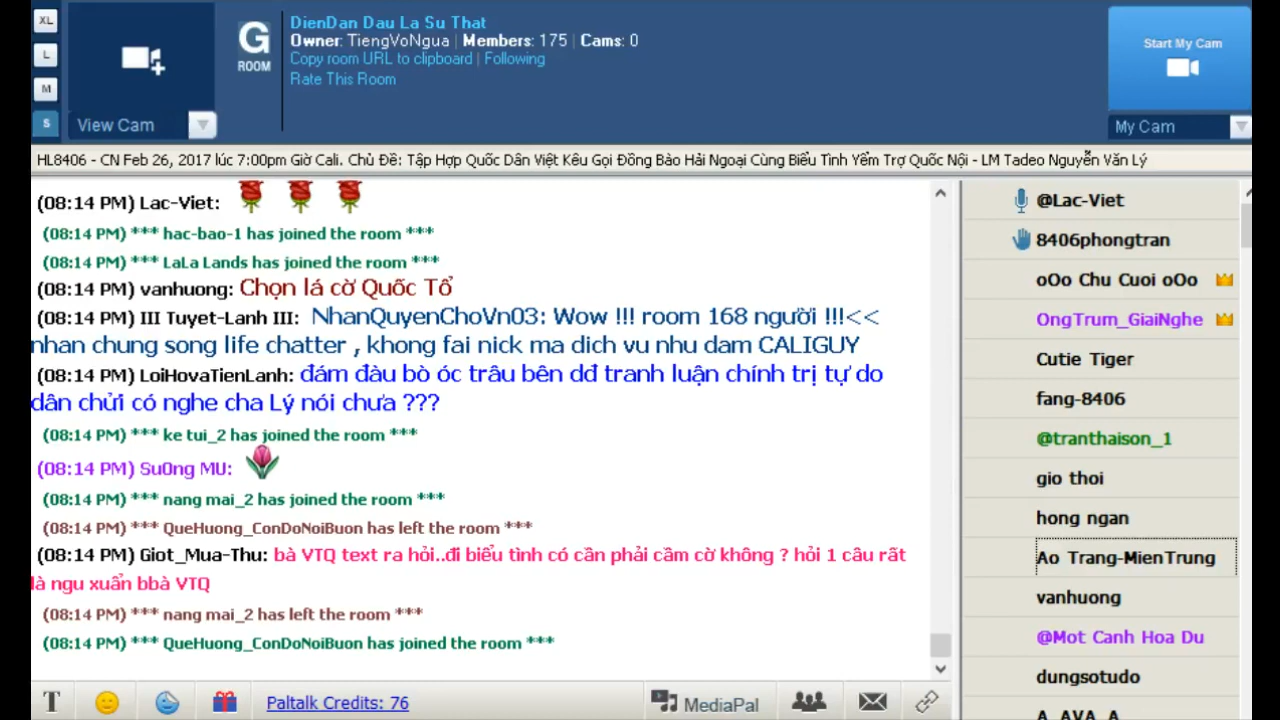 XL
L
M
S
View Cam
G
ROOM
DienDan Dau La Su That
Owner: TiengVoNgua | Members: 175 | Cams: 0
Copy room URL to clipboard | Following
Rate This Room
Start My Cam
My Cam
HL8406 - CN Feb 26, 2017 lúc 7:00pm Giờ Cali. Chủ Đề: Tập Hợp Quốc Dân Việt Kêu Gọi Đồng Bào Hải Ngoại Cùng Biểu Tình Yểm Trợ Quốc Nội - LM Tadeo Nguyễn Văn Lý
(08:14 PM) Lac-Viet:
(08:14 PM) *** hac-bao-1 has joined the room ***
(08:14 PM) *** LaLa Lands has joined the room ***
(08:14 PM) vanhuong: Chọn lá cờ Quốc Tổ
(08:14 PM) III Tuyet-Lanh III: NhanQuyenChoVn03: Wow !!! room 168 người !!!<<
nhan chung song life chatter , khong fai nick ma dich vu nhu dam CALIGUY
(08:14 PM) LoiHovaTienLanh: đám đàu bò óc trâu bên dđ tranh luận chính trị tự do
dân chửi có nghe cha Lý nói chưa ???
(08:14 PM) *** ke tui_2 has joined the room ***
(08:14 PM) Su0ng MU:
(08:14 PM) *** nang mai_2 has joined the room ***
(08:14 PM) *** QueHuong_ConDoNoiBuon has left the room ***
(08:14 PM) Giot_Mua-Thu: bà VTQ text ra hỏi..đi biểu tình có cần phải cầm cờ không ? hỏi 1 câu rất
là ngu xuẩn bbà VTQ
(08:14 PM) *** nang mai_2 has left the room ***
(08:14 PM) *** QueHuong_ConDoNoiBuon has joined the room ***
@Lac-Viet
8406phongtran
oOo Chu Cuoi oOo
OngTrum_GiaiNghe
Cutie Tiger
fang-8406
@tranthaison_1
gio thoi
hong ngan
Ao Trang-MienTrung
vanhuong
@Mot Canh Hoa Du
dungsotudo
A_AVA_A
T
Paltalk Credits: 76
MediaPal